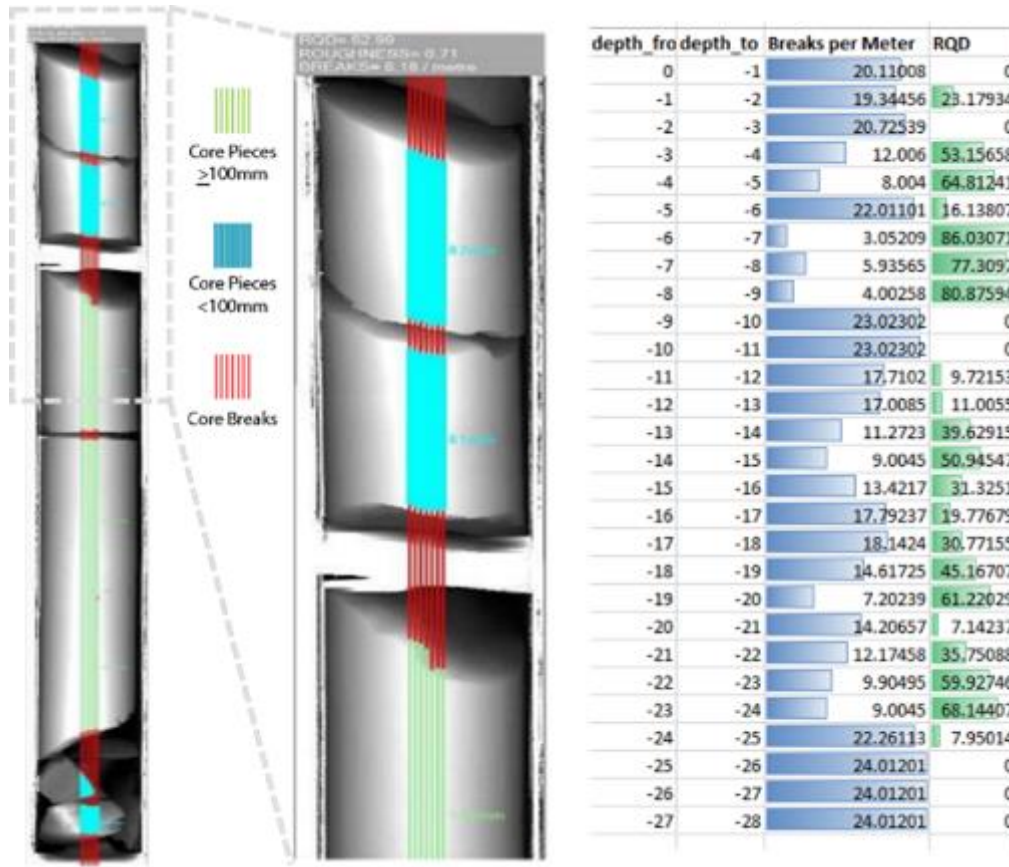 RQD= 52.99
ROUGHNESS= 0.71
BREAKS= 6.18 / metre
Core Pieces
≥100mm
Core Pieces
<100mm
Core Breaks
depth_fro depth_to Breaks per Meter RQD
0 -1 20.11008 0
-1 -2 19.34456 23.17934
-2 -3 20.72539 0
-3 -4 12.006 53.15658
-4 -5 8.004 64.81241
-5 -6 22.01101 16.13807
-6 -7 3.05209 86.03071
-7 -8 5.93565 77.3097
-8 -9 4.00258 80.87594
-9 -10 23.02302 0
-10 -11 23.02302 0
-11 -12 17.7102 9.72153
-12 -13 17.0085 11.0055
-13 -14 11.2723 39.62915
-14 -15 9.0045 50.94547
-15 -16 13.4217 31.3251
-16 -17 17.79237 19.77679
-17 -18 18.1424 30.77155
-18 -19 14.61725 45.16707
-19 -20 7.20239 61.22029
-20 -21 14.20657 7.14237
-21 -22 12.17458 35.75088
-22 -23 9.90495 59.92746
-23 -24 9.0045 68.14407
-24 -25 22.26113 7.95014
-25 -26 24.01201 0
-26 -27 24.01201 0
-27 -28 24.01201 0